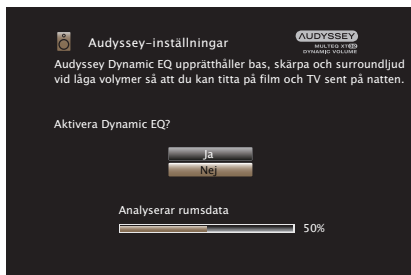 Audyssey-inställningar
AUDYSSEY
MULTEQ XT32
DYNAMIC VOLUME
Audyssey Dynamic EQ upprätthåller bas, skärpa och surroundljud
vid låga volymer så att du kan titta på film och TV sent på natten.
Aktivera Dynamic EQ?
Ja
Nej
Analyserar rumsdata
50%